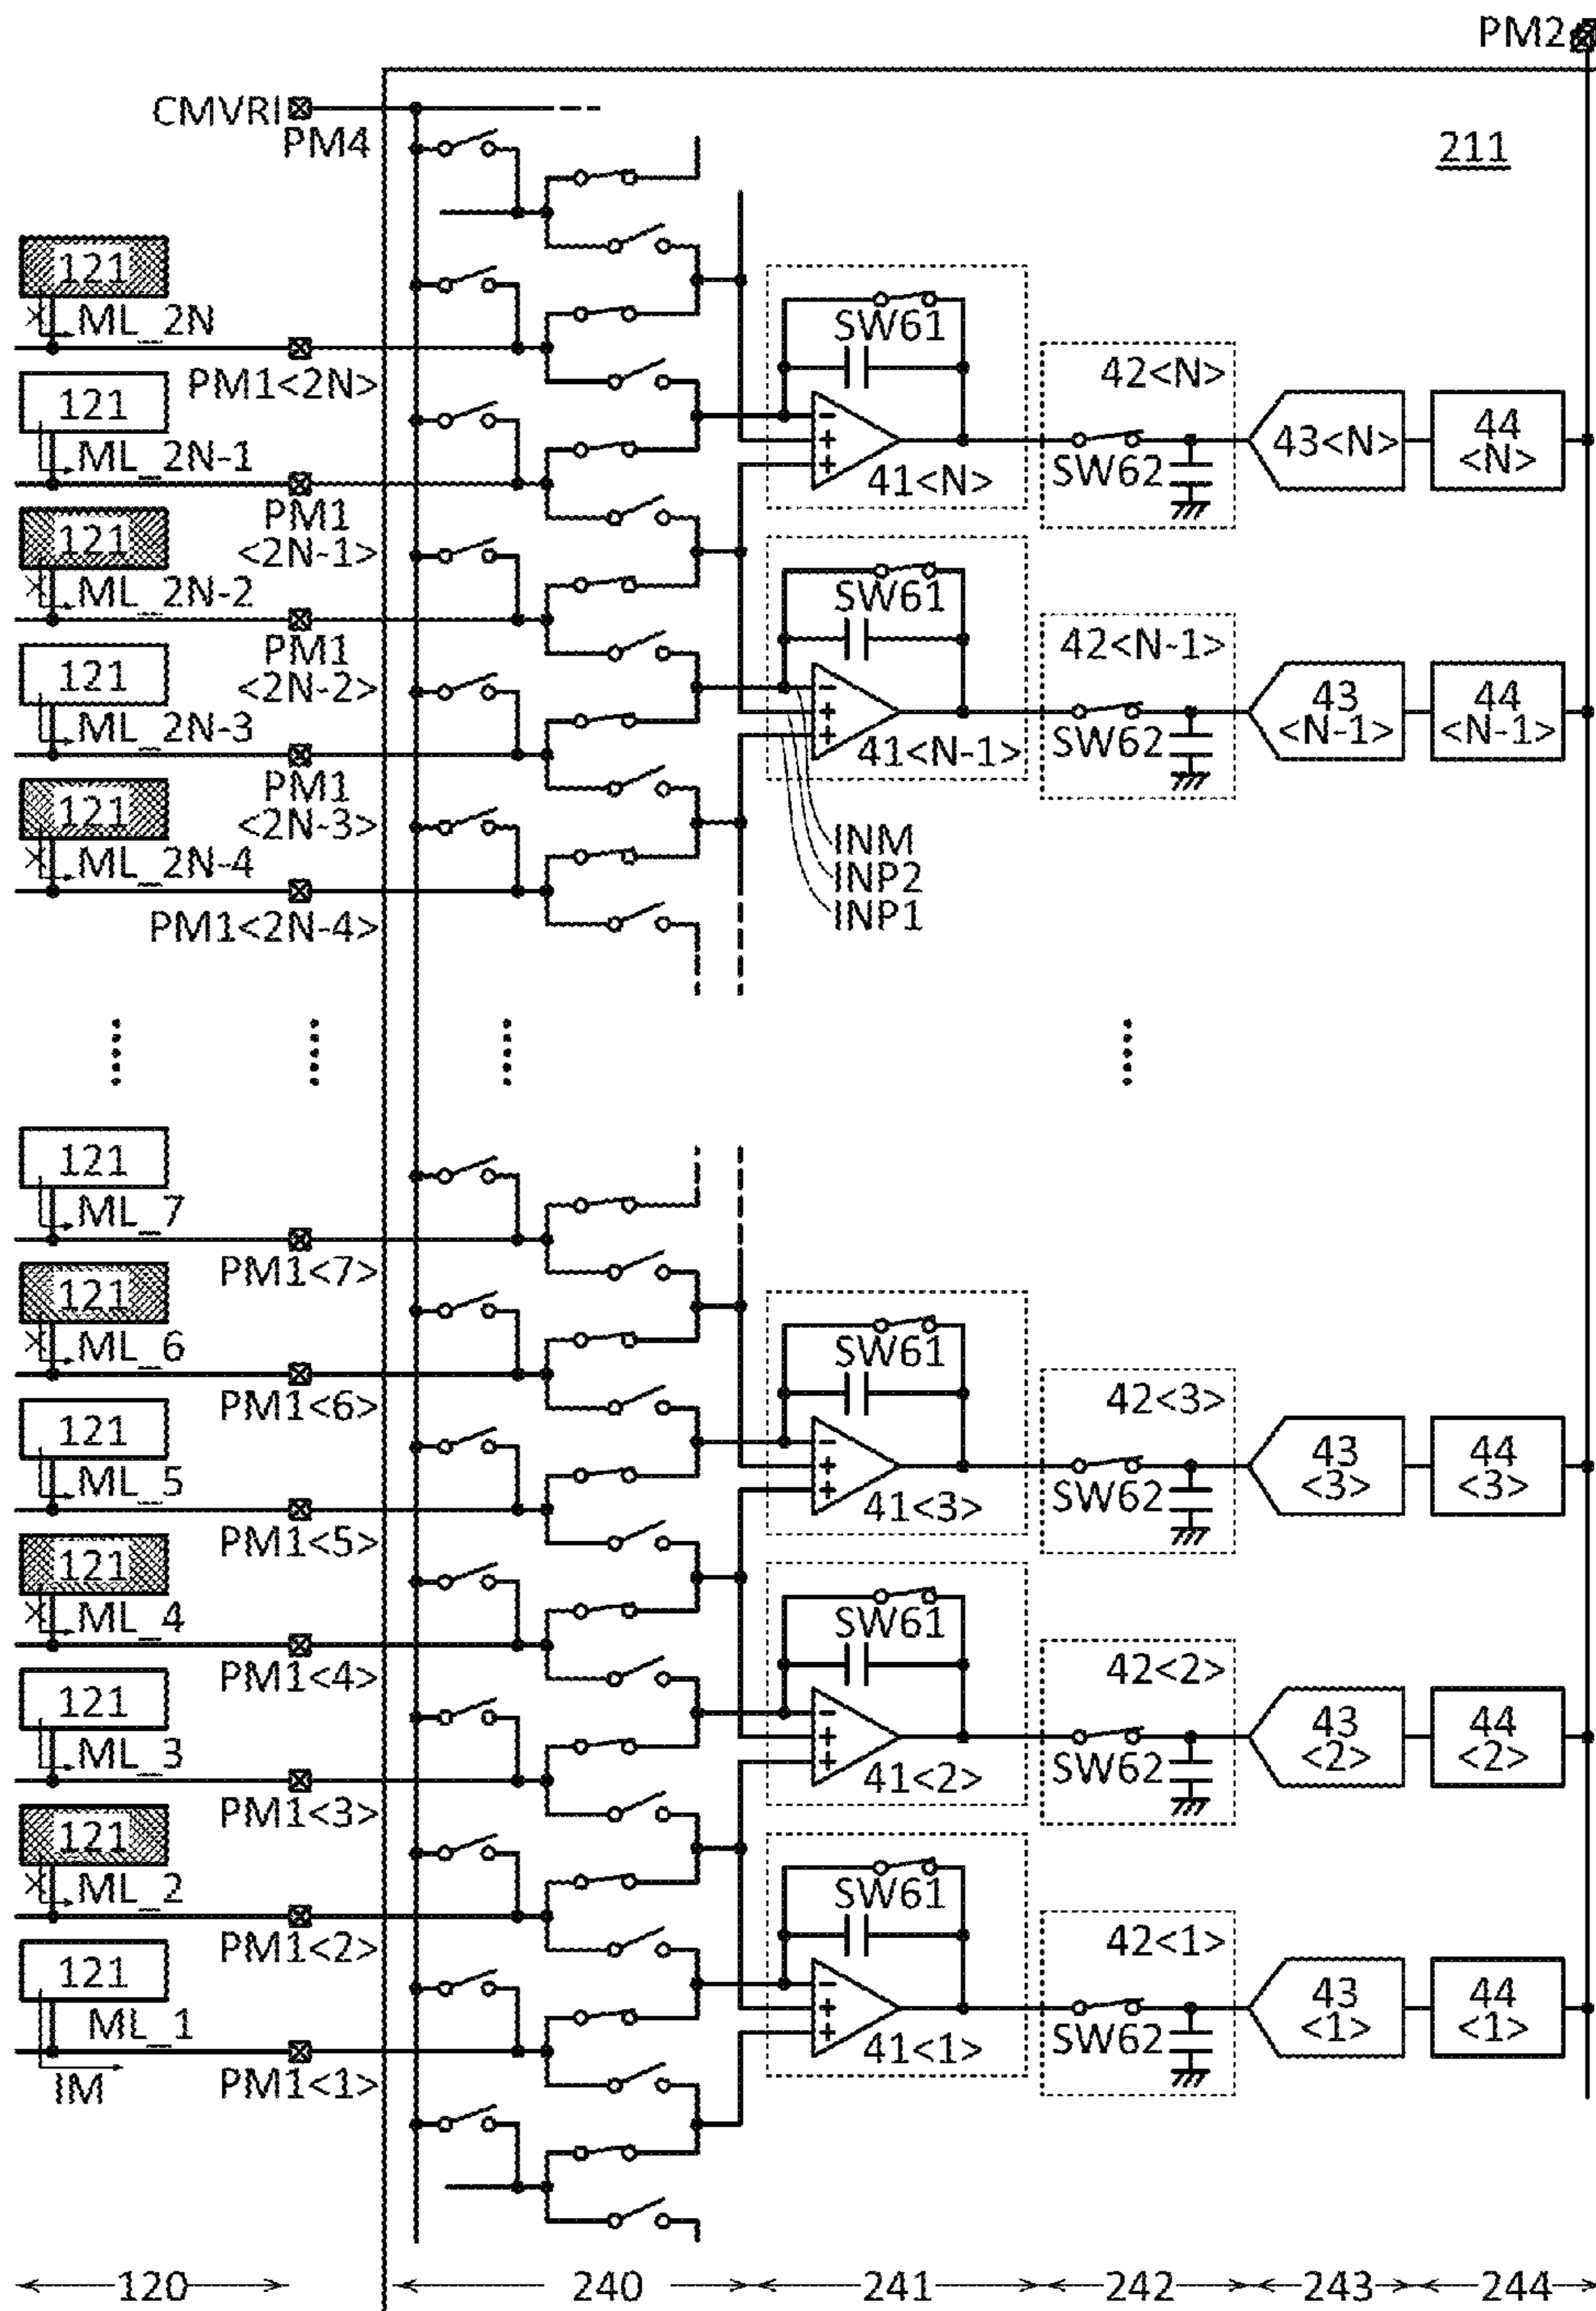 PM2
CMVRI
PM4
211
121
ML_2N
PM1<2N>
SW61
42<N>
121
ML_2N-1
PM1
<2N-1>
−
+
+
41<N>
SW62
43<N>
44
<N>
121
ML_2N-2
PM1
<2N-2>
SW61
42<N-1>
121
ML_2N-3
PM1
<2N-3>
−
+
+
41<N-1>
SW62
43
<N-1>
44
<N-1>
121
ML_2N-4
PM1<2N-4>
INM
INP2
INP1
121
ML_7
PM1<7>
121
ML_6
PM1<6>
SW61
42<3>
121
ML_5
PM1<5>
−
+
+
41<3>
SW62
43
<3>
44
<3>
121
ML_4
PM1<4>
SW61
42<2>
121
ML_3
PM1<3>
−
+
+
41<2>
SW62
43
<2>
44
<2>
121
ML_2
PM1<2>
SW61
42<1>
121
ML_1
IM
PM1<1>
−
+
+
41<1>
SW62
43
<1>
44
<1>
120 240 241 242 243 244